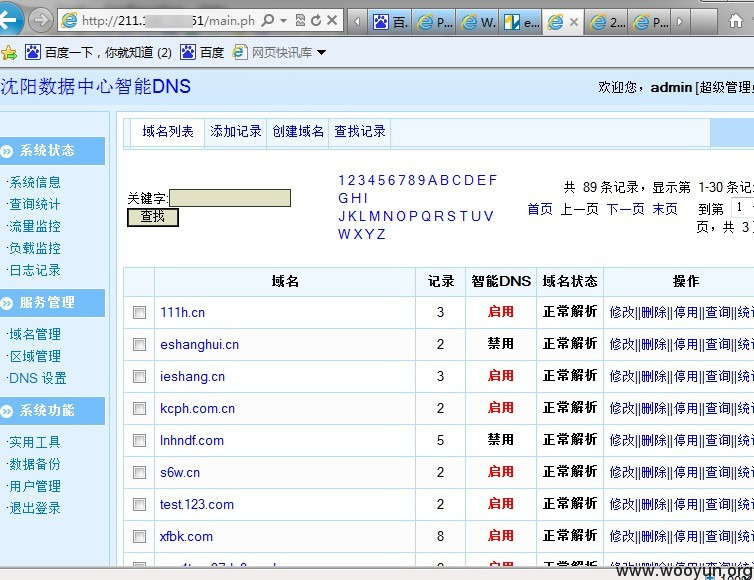 http://211. 61/main.ph
百. P... W. e... 2... P...
百度一下，你就知道 (2) 百度 网页快讯库
沈阳数据中心智能DNS
欢迎您，admin [超级管理员
系统状态
·系统信息
·查询统计
·流量监控
·负载监控
·日志记录
服务管理
·域名管理
·区域管理
·DNS 设置
系统功能
·实用工具
·数据备份
·用户管理
·退出登录
域名列表 添加记录 创建域名 查找记录
关键字:
查找
1 2 3 4 5 6 7 8 9 A B C D E F
G H I
J K L M N O P Q R S T U V
W X Y Z
共 89 条记录，显示第 1-30 条记
首页 上一页 下一页 末页 到第 1
页，共 3
域名 记录 智能DNS 域名状态 操作
111h.cn 3 启用 正常解析 修改||删除||停用||查询||统
eshanghui.cn 2 禁用 正常解析 修改||删除||停用||查询||统
ieshang.cn 3 启用 正常解析 修改||删除||停用||查询||统
kcph.com.cn 2 启用 正常解析 修改||删除||停用||查询||统
lnhndf.com 5 禁用 正常解析 修改||删除||停用||查询||统
s6w.cn 2 启用 正常解析 修改||删除||停用||查询||统
test.123.com 2 启用 正常解析 修改||删除||停用||查询||统
xfbk.com 8 启用 正常解析 修改||删除||停用||查询||统
www.wooyun.org